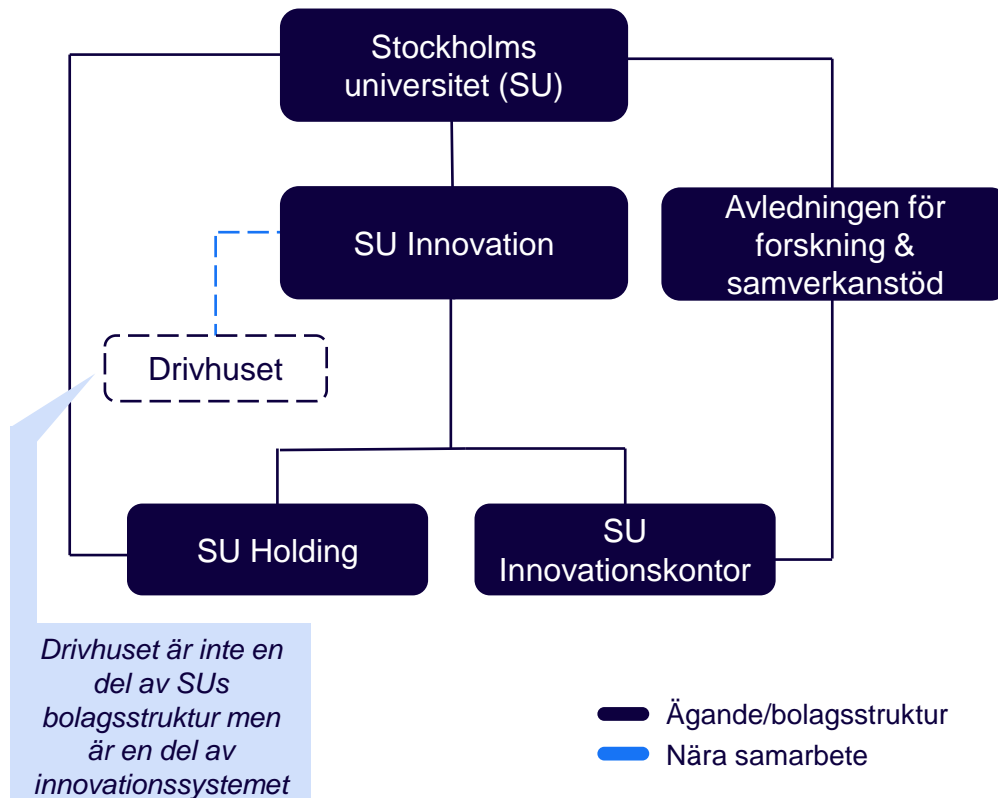 Stockholms
universitet (SU)
SU Innovation
Avledningen för
forskning &
samverkanstöd
Drivhuset
SU Holding
SU
Innovationskontor
Drivhuset är inte en
del av SUs
bolagsstruktur men
är en del av
innovationssystemet
Ägande/bolagsstruktur
Nära samarbete